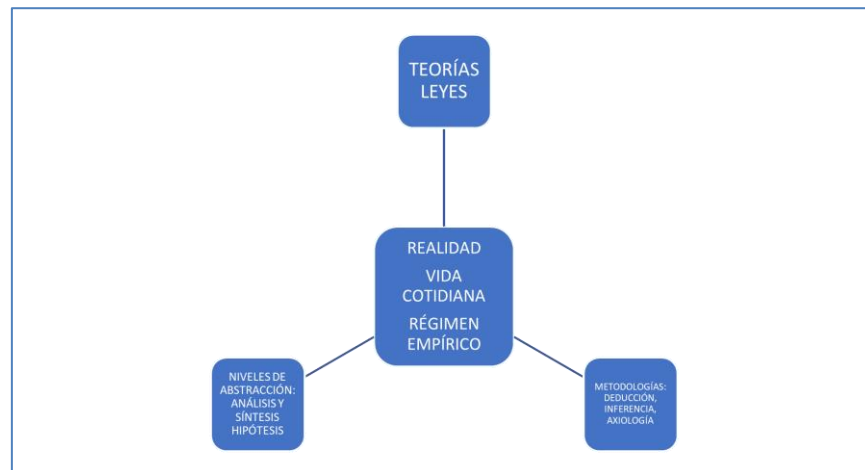 TEORÍAS
LEYES
REALIDAD
VIDA
COTIDIANA
RÉGIMEN
EMPÍRICO
NIVELES DE
ABSTRACCIÓN:
ANÁLISIS Y
SÍNTESIS
HIPÓTESIS
METODOLOGÍAS:
DEDUCCIÓN,
INFERENCIA,
AXIOLOGÍA